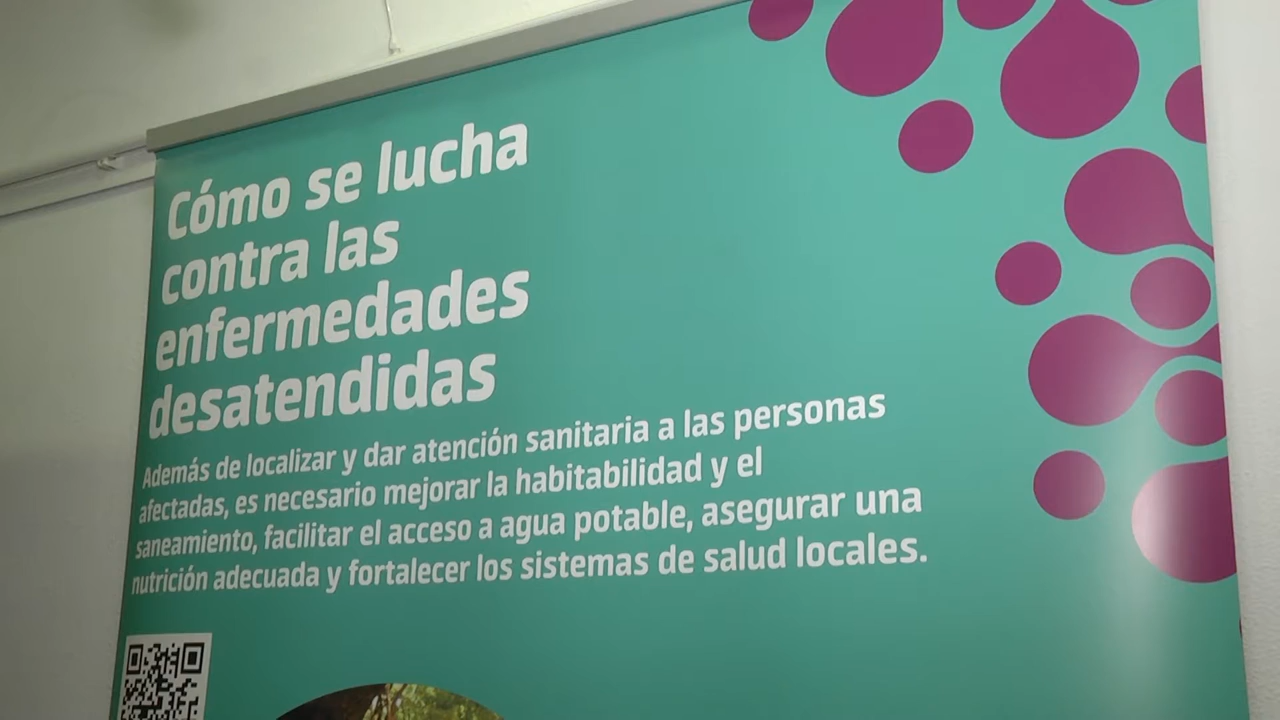 Cómo se lucha
contra las
enfermedades
desatendidas
Además de localizar y dar atención sanitaria a las personas
afectadas, es necesario mejorar la habitabilidad y el
saneamiento, facilitar el acceso a agua potable, asegurar una
nutrición adecuada y fortalecer los sistemas de salud locales.